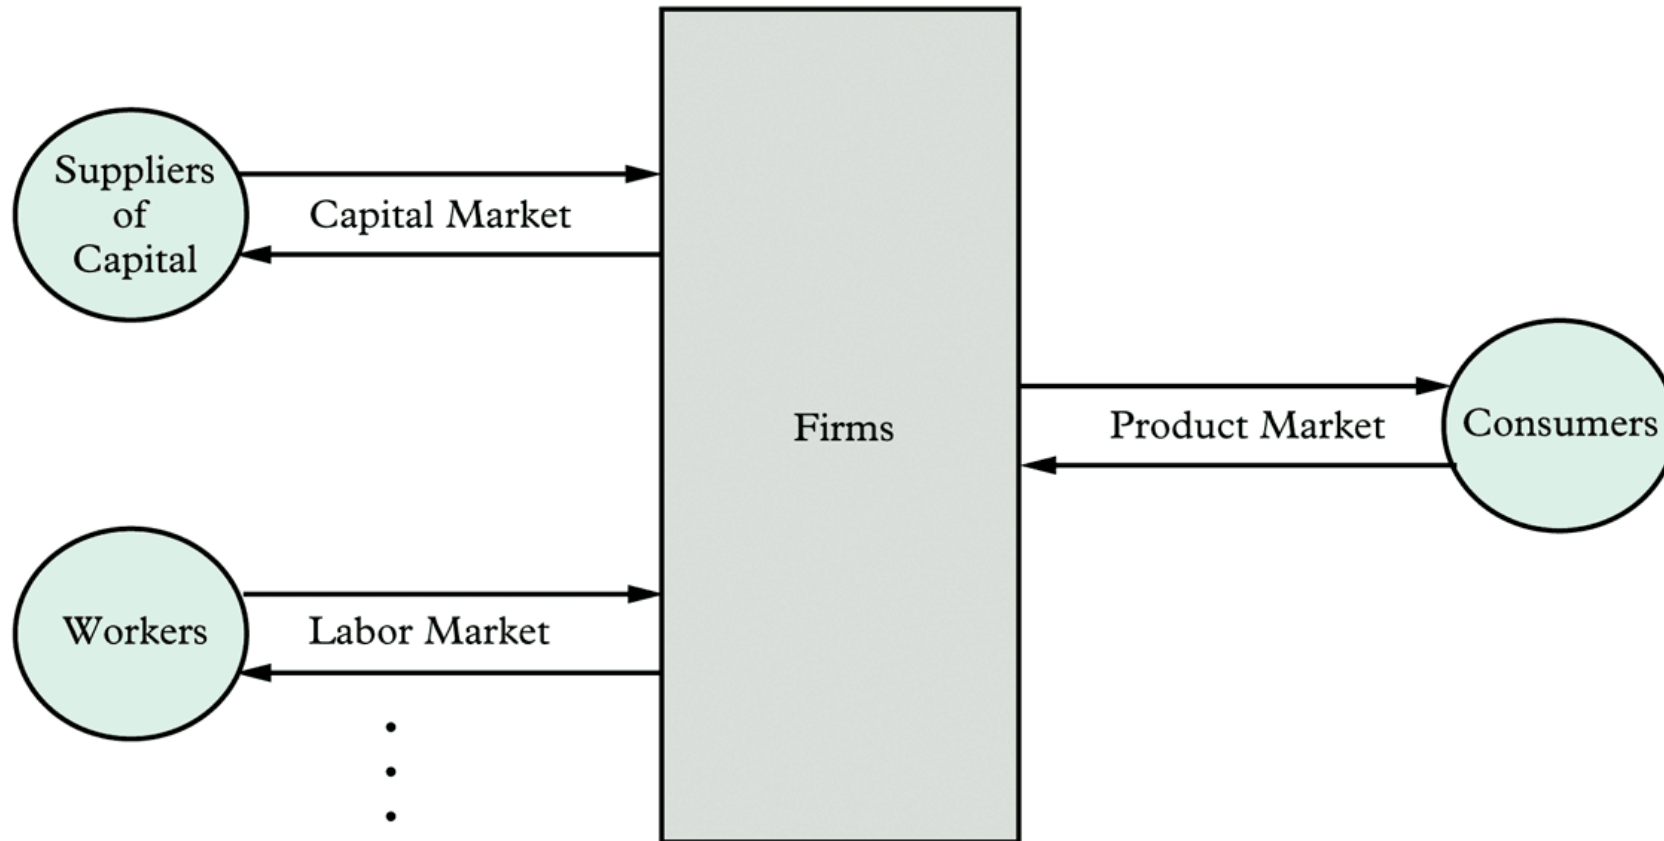 Suppliers
of
Capital
Capital Market
Firms
Product Market
Consumers
Workers
Labor Market